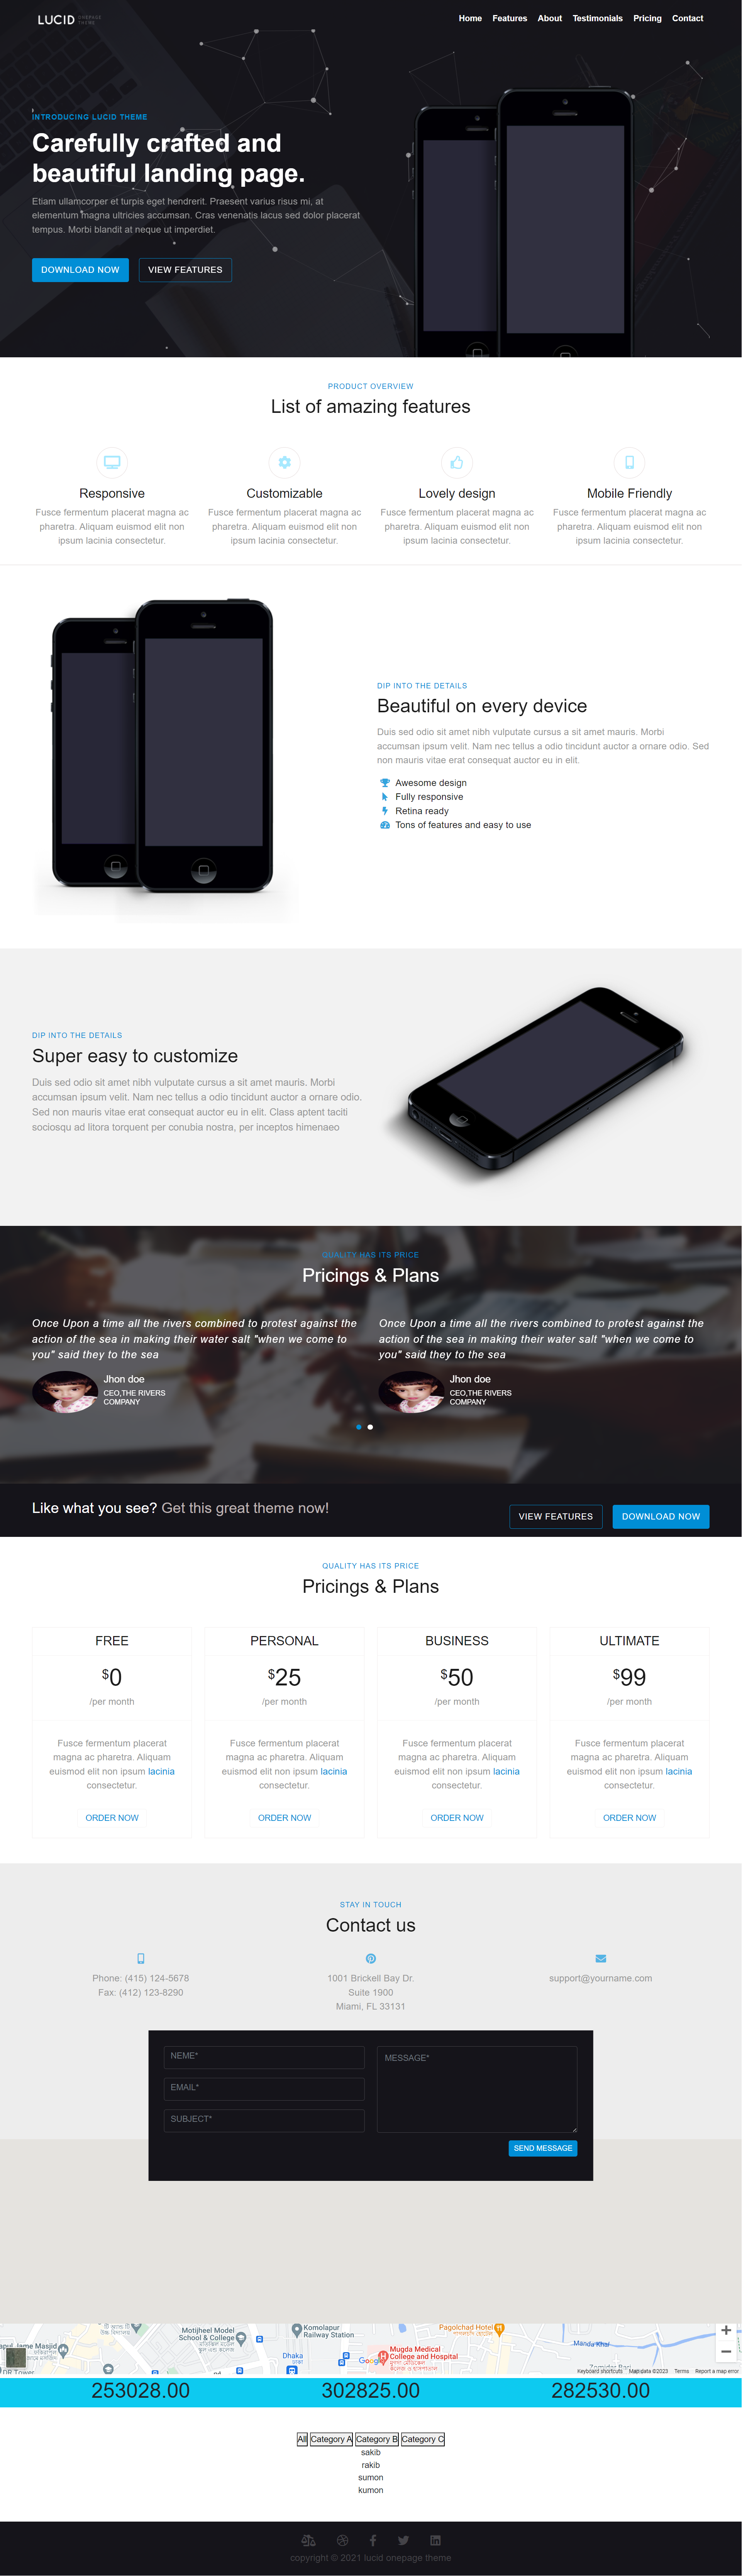 LUCID ONEPAGE THEME
Home Features About Testimonials Pricing Contact
INTRODUCING LUCID THEME
Carefully crafted and
beautiful landing page.
Etiam ullamcorper et turpis eget hendrerit. Praesent varius risus mi, at
elementum magna ultricies accumsan. Cras venenatis lacus sed dolor placerat
tempus. Morbi blandit at neque ut imperdiet.
DOWNLOAD NOW VIEW FEATURES
PRODUCT OVERVIEW
List of amazing features
Responsive
Fusce fermentum placerat magna ac
pharetra. Aliquam euismod elit non
ipsum lacinia consectetur.
Customizable
Fusce fermentum placerat magna ac
pharetra. Aliquam euismod elit non
ipsum lacinia consectetur.
Lovely design
Fusce fermentum placerat magna ac
pharetra. Aliquam euismod elit non
ipsum lacinia consectetur.
Mobile Friendly
Fusce fermentum placerat magna ac
pharetra. Aliquam euismod elit non
ipsum lacinia consectetur.
DIP INTO THE DETAILS
Beautiful on every device
Duis sed odio sit amet nibh vulputate cursus a sit amet mauris. Morbi
accumsan ipsum velit. Nam nec tellus a odio tincidunt auctor a ornare odio. Sed
non mauris vitae erat consequat auctor eu in elit.
Awesome design
Fully responsive
Retina ready
Tons of features and easy to use
DIP INTO THE DETAILS
Super easy to customize
Duis sed odio sit amet nibh vulputate cursus a sit amet mauris. Morbi
accumsan ipsum velit. Nam nec tellus a odio tincidunt auctor a ornare odio.
Sed non mauris vitae erat consequat auctor eu in elit. Class aptent taciti
sociosqu ad litora torquent per conubia nostra, per inceptos himenaeo
QUALITY HAS ITS PRICE
Pricings & Plans
Once Upon a time all the rivers combined to protest against the
action of the sea in making their water salt "when we come to
you" said they to the sea
Jhon doe
CEO,THE RIVERS
COMPANY
Once Upon a time all the rivers combined to protest against the
action of the sea in making their water salt "when we come to
you" said they to the sea
Jhon doe
CEO,THE RIVERS
COMPANY
Like what you see? Get this great theme now!
VIEW FEATURES DOWNLOAD NOW
QUALITY HAS ITS PRICE
Pricings & Plans
FREE
$0
/per month
Fusce fermentum placerat
magna ac pharetra. Aliquam
euismod elit non ipsum lacinia
consectetur.
ORDER NOW
PERSONAL
$25
/per month
Fusce fermentum placerat
magna ac pharetra. Aliquam
euismod elit non ipsum lacinia
consectetur.
ORDER NOW
BUSINESS
$50
/per month
Fusce fermentum placerat
magna ac pharetra. Aliquam
euismod elit non ipsum lacinia
consectetur.
ORDER NOW
ULTIMATE
$99
/per month
Fusce fermentum placerat
magna ac pharetra. Aliquam
euismod elit non ipsum lacinia
consectetur.
ORDER NOW
STAY IN TOUCH
Contact us
Phone: (415) 124-5678
Fax: (412) 123-8290
1001 Brickell Bay Dr.
Suite 1900
Miami, FL 33131
support@yourname.com
NEME*
EMAIL*
SUBJECT*
MESSAGE*
SEND MESSAGE
Motijheel Model
School & College
Komolapur
Railway Station
Pagolchad Hotel
Manda Khal
Dhaka
ঢাকা
Google
Mugda Medical
College and Hospital
Keyboard shortcuts Map data ©2023 Terms Report a map error
253028.00 302825.00 282530.00
All Category A Category B Category C
sakib
rakib
sumon
kumon
copyright © 2021 lucid onepage theme